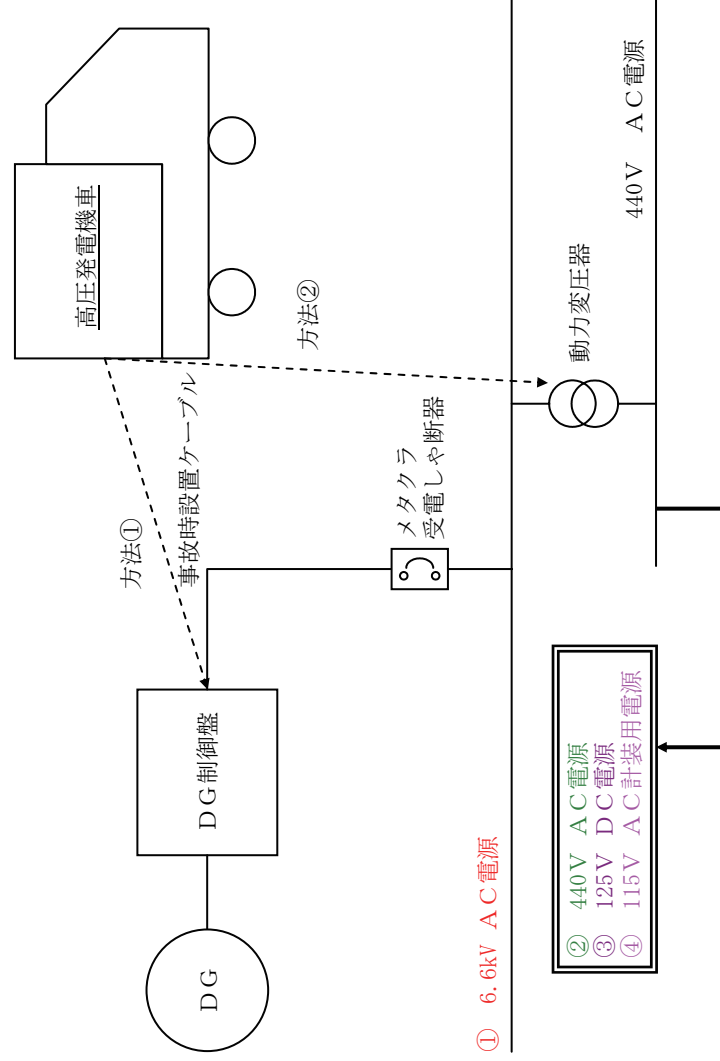 高圧発電機車
方法①
事故時設置ケーブル
方法②
DG
DG制御盤
メタクラ
受電しゃ断器
① 6.6kV AC電源
動力変圧器
440V AC電源
② 440V AC電源
③ 125V DC電源
④ 115V AC計装用電源